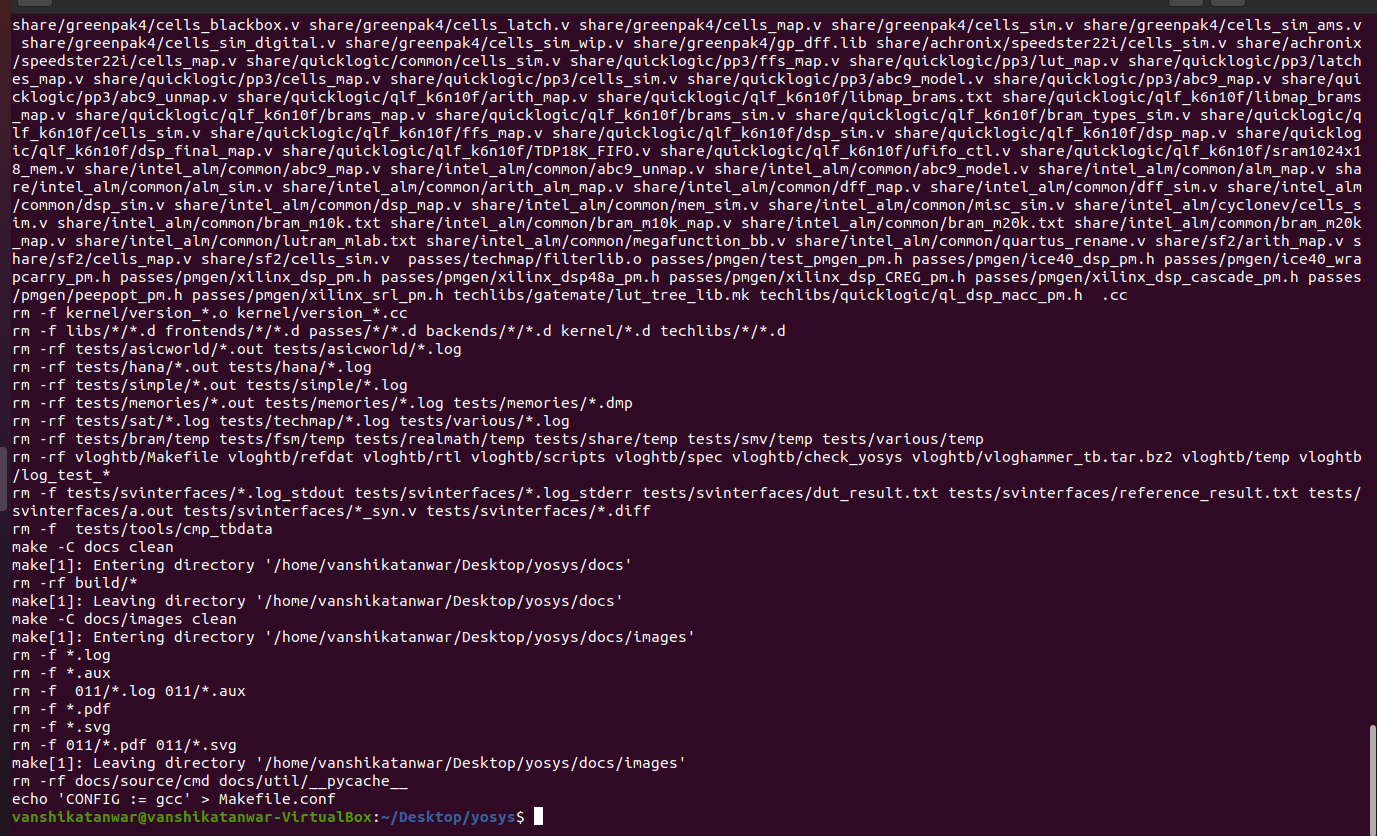 share/greenpak4/cells_blackbox.v share/greenpak4/cells_latch.v share/greenpak4/cells_map.v share/greenpak4/cells_sim.v share/greenpak4/cells_sim_ams.v
 share/greenpak4/cells_sim_digital.v share/greenpak4/cells_sim_wip.v share/greenpak4/gp_dff.lib share/achronix/speedster22i/cells_sim.v share/achronix
/speedster22i/cells_map.v share/quicklogic/common/cells_sim.v share/quicklogic/pp3/ffs_map.v share/quicklogic/pp3/lut_map.v share/quicklogic/pp3/latch
es_map.v share/quicklogic/pp3/cells_map.v share/quicklogic/pp3/cells_sim.v share/quicklogic/pp3/abc9_model.v share/quicklogic/pp3/abc9_map.v share/qui
cklogic/pp3/abc9_unmap.v share/quicklogic/qlf_k6n10f/arith_map.v share/quicklogic/qlf_k6n10f/libmap_brams.txt share/quicklogic/qlf_k6n10f/libmap_brams
_map.v share/quicklogic/qlf_k6n10f/brams_map.v share/quicklogic/qlf_k6n10f/brams_sim.v share/quicklogic/qlf_k6n10f/bram_types_sim.v share/quicklogic/q
lf_k6n10f/cells_sim.v share/quicklogic/qlf_k6n10f/ffs_map.v share/quicklogic/qlf_k6n10f/dsp_sim.v share/quicklogic/qlf_k6n10f/dsp_map.v share/quicklog
ic/qlf_k6n10f/dsp_final_map.v share/quicklogic/qlf_k6n10f/TDP18K_FIFO.v share/quicklogic/qlf_k6n10f/ufifo_ctl.v share/quicklogic/qlf_k6n10f/sram1024x1
8_mem.v share/intel_alm/common/abc9_map.v share/intel_alm/common/abc9_unmap.v share/intel_alm/common/abc9_model.v share/intel_alm/common/alm_map.v sha
re/intel_alm/common/alm_sim.v share/intel_alm/common/arith_alm_map.v share/intel_alm/common/dff_map.v share/intel_alm/common/dff_sim.v share/intel_alm
/common/dsp_sim.v share/intel_alm/common/dsp_map.v share/intel_alm/common/mem_sim.v share/intel_alm/common/misc_sim.v share/intel_alm/cyclonev/cells_s
im.v share/intel_alm/common/bram_m10k.txt share/intel_alm/common/bram_m10k_map.v share/intel_alm/common/bram_m20k.txt share/intel_alm/common/bram_m20k
_map.v share/intel_alm/common/lutram_mlab.txt share/intel_alm/common/megafunction_bb.v share/intel_alm/common/quartus_rename.v share/sf2/arith_map.v s
hare/sf2/cells_map.v share/sf2/cells_sim.v  passes/techmap/filterlib.o passes/pmgen/test_pmgen_pm.h passes/pmgen/ice40_dsp_pm.h passes/pmgen/ice40_wra
pcarry_pm.h passes/pmgen/xilinx_dsp_pm.h passes/pmgen/xilinx_dsp48a_pm.h passes/pmgen/xilinx_dsp_CREG_pm.h passes/pmgen/xilinx_dsp_cascade_pm.h passes
/pmgen/peepopt_pm.h passes/pmgen/xilinx_srl_pm.h techlibs/gatemate/lut_tree_lib.mk techlibs/quicklogic/ql_dsp_macc_pm.h  .cc
rm -f kernel/version_*.o kernel/version_*.cc
rm -f libs/*/*.d frontends/*/*.d passes/*/*.d backends/*/*.d kernel/*.d techlibs/*/*.d
rm -rf tests/asicworld/*.out tests/asicworld/*.log
rm -rf tests/hana/*.out tests/hana/*.log
rm -rf tests/simple/*.out tests/simple/*.log
rm -rf tests/memories/*.out tests/memories/*.log tests/memories/*.dmp
rm -rf tests/sat/*.log tests/techmap/*.log tests/various/*.log
rm -rf tests/bram/temp tests/fsm/temp tests/realmath/temp tests/share/temp tests/smv/temp tests/various/temp
rm -rf vloghtb/Makefile vloghtb/refdat vloghtb/rtl vloghtb/scripts vloghtb/spec vloghtb/check_yosys vloghtb/vloghammer_tb.tar.bz2 vloghtb/temp vloghtb
/log_test_*
rm -f tests/svinterfaces/*.log_stdout tests/svinterfaces/*.log_stderr tests/svinterfaces/dut_result.txt tests/svinterfaces/reference_result.txt tests/
svinterfaces/a.out tests/svinterfaces/*_syn.v tests/svinterfaces/*.diff
rm -f  tests/tools/cmp_tbdata
make -C docs clean
make[1]: Entering directory '/home/vanshikatanwar/Desktop/yosys/docs'
rm -rf build/*
make[1]: Leaving directory '/home/vanshikatanwar/Desktop/yosys/docs'
make -C docs/images clean
make[1]: Entering directory '/home/vanshikatanwar/Desktop/yosys/docs/images'
rm -f *.log
rm -f *.aux
rm -f  011/*.log 011/*.aux
rm -f *.pdf
rm -f *.svg
rm -f 011/*.pdf 011/*.svg
make[1]: Leaving directory '/home/vanshikatanwar/Desktop/yosys/docs/images'
rm -rf docs/source/cmd docs/util/__pycache__
echo 'CONFIG := gcc' > Makefile.conf
vanshikatanwar@vanshikatanwar-VirtualBox:~/Desktop/yosys$